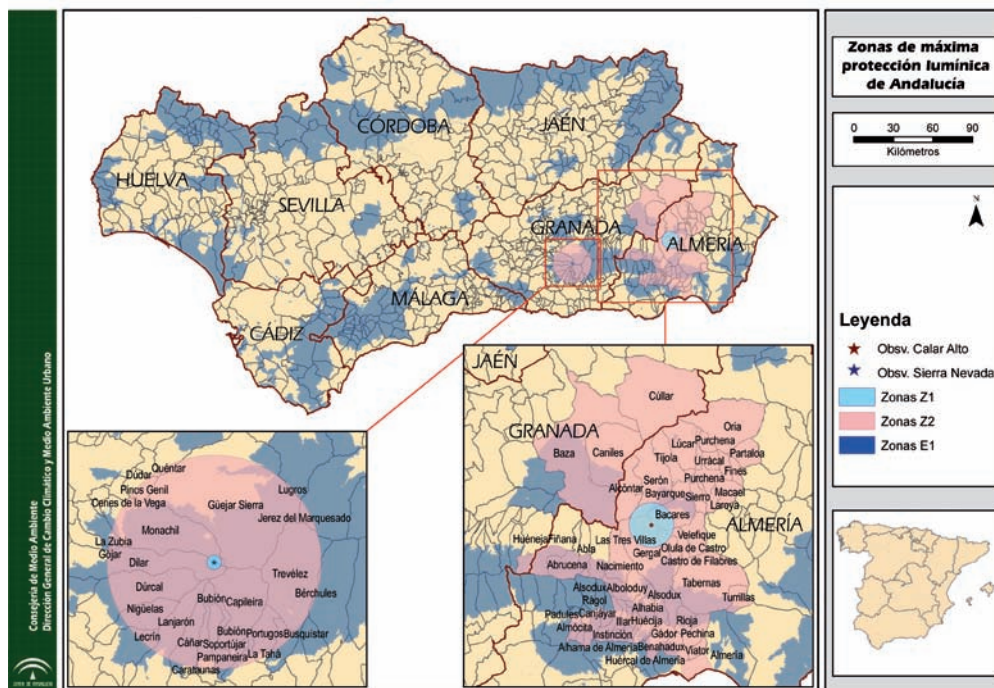 Consejería de Medio Ambiente
Dirección General de Cambio Climático y Medio Ambiente Urbano
JUNTA DE ANDALUCIA
HUELVA
SEVILLA
CÓRDOBA
JAÉN
GRANADA
ALMERÍA
MÁLAGA
CÁDIZ
Zonas de máxima
protección lumínica
de Andalucía
0 30 60 90
Kilómetros
N
Leyenda
Obsv. Calar Alto
Obsv. Sierra Nevada
Zonas Z1
Zonas Z2
Zonas E1
Quéntar
Dúdar
Pinos Genil
Cenes de la Vega
Lugros
Güejar Sierra
Jerez del Marquesado
Monachil
La Zubia
Gójar
Dílar
Trevélez
Dúrcal
Bérchules
Bubión
Capileira
Nigüelas
Lanjarón
Lecrín
Bubión
Portugos
Busquistar
Cáñar
Soportújar
Pampaneira
La Tahá
Carataunas
JAÉN
GRANADA
ALMERÍA
Cúllar
Oria
Baza
Caniles
Lúcar
Purchena
Partaloa
Tíjola
Urrácal
Fines
Serón
Purchena
Alcóntar
Bayarque
Sierro
Macael
Laroya
Bacares
Velefique
Huéneja
Fiñana
Las Tres Villas
Olula de Castro
Abla
Gergal
Castro de Filabres
Abrucena
Nacimiento
Tabernas
Alsodux
Alboloduy
Alsodux
Turrillas
Rágol
Alhabia
Padules
Canjáyar
Illar
Huécija
Rioja
Almócita
Instinción
Gádor
Pechina
Alhama de Almería
Benahadux
Viator
Almería
Huércal de Almería